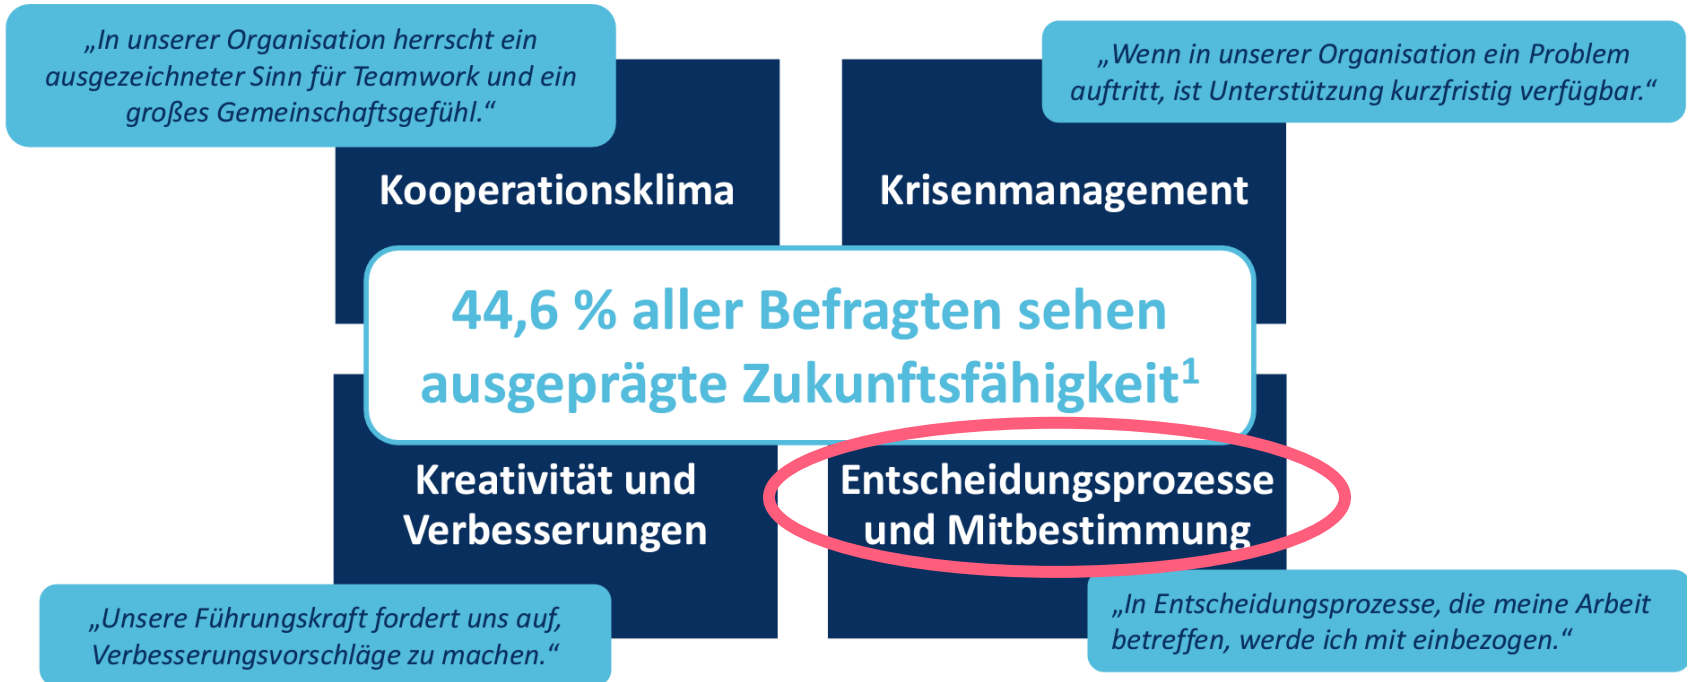 „In unserer Organisation herrscht ein
ausgezeichneter Sinn für Teamwork und ein
großes Gemeinschaftsgefühl.“
„Wenn in unserer Organisation ein Problem
auftritt, ist Unterstützung kurzfristig verfügbar.“
Kooperationsklima
Krisenmanagement
44,6 % aller Befragten sehen
ausgeprägte Zukunftsfähigkeit¹
Kreativität und
Verbesserungen
Entscheidungsprozesse
und Mitbestimmung
„Unsere Führungskraft fordert uns auf,
Verbesserungsvorschläge zu machen.“
„In Entscheidungsprozesse, die meine Arbeit
betreffen, werde ich mit einbezogen.“